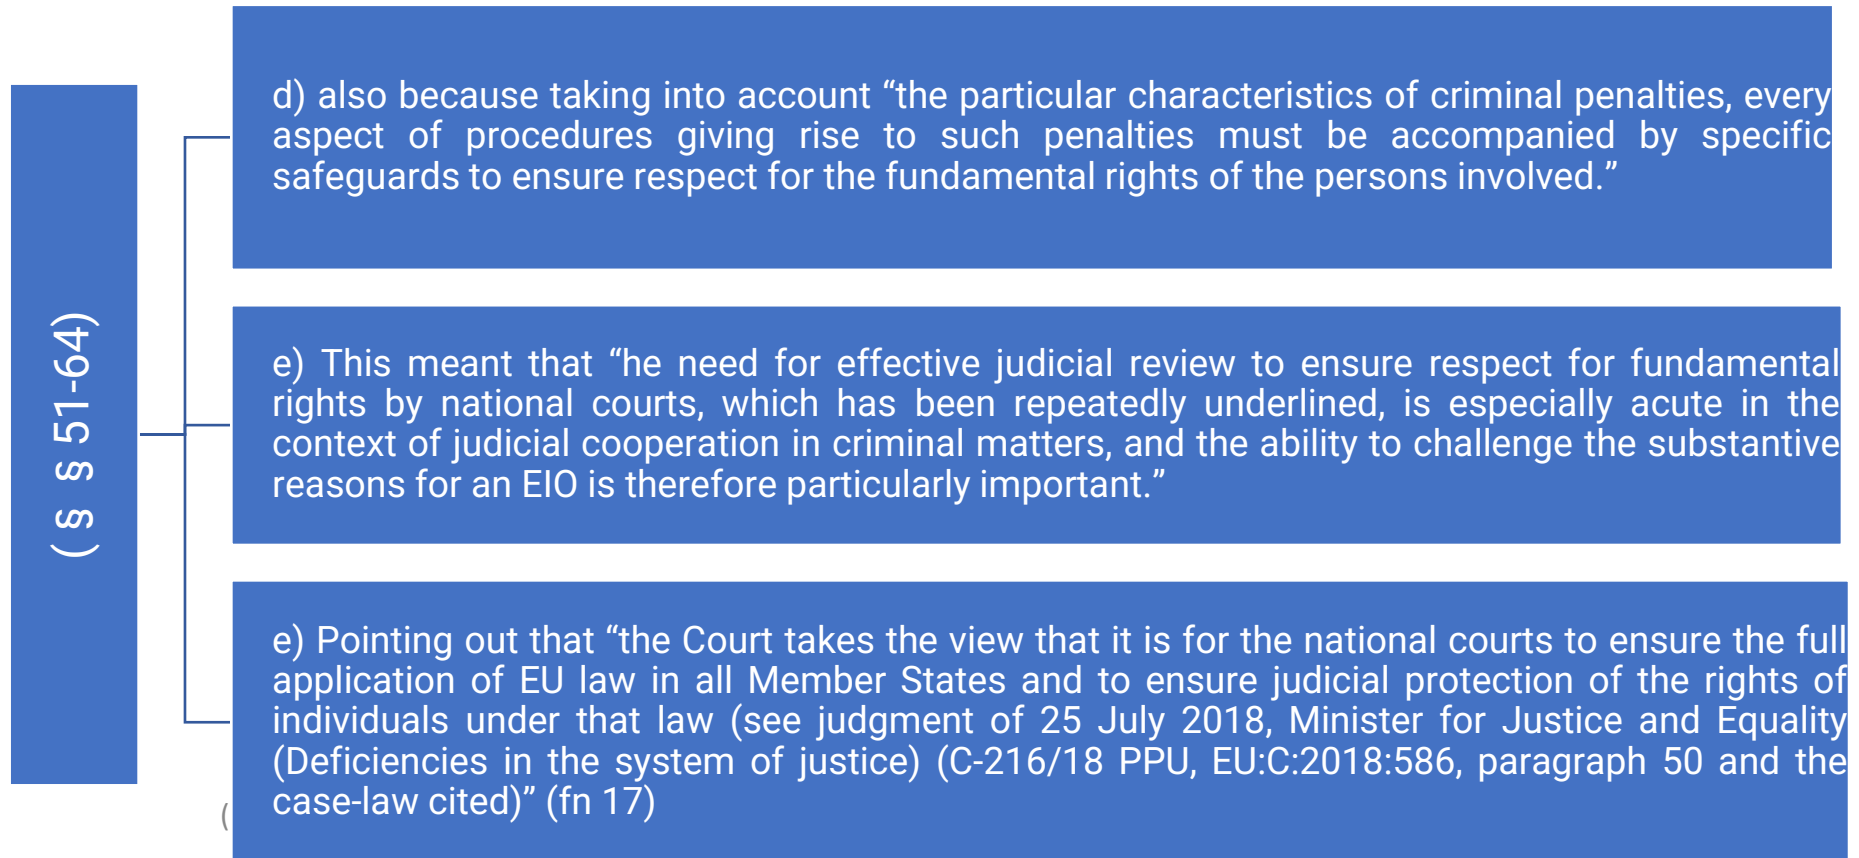 ( § § 51-64)
d) also because taking into account “the particular characteristics of criminal penalties, every
aspect of procedures giving rise to such penalties must be accompanied by specific
safeguards to ensure respect for the fundamental rights of the persons involved.”
e) This meant that “he need for effective judicial review to ensure respect for fundamental
rights by national courts, which has been repeatedly underlined, is especially acute in the
context of judicial cooperation in criminal matters, and the ability to challenge the substantive
reasons for an EIO is therefore particularly important.”
e) Pointing out that “the Court takes the view that it is for the national courts to ensure the full
application of EU law in all Member States and to ensure judicial protection of the rights of
individuals under that law (see judgment of 25 July 2018, Minister for Justice and Equality
(Deficiencies in the system of justice) (C-216/18 PPU, EU:C:2018:586, paragraph 50 and the
case-law cited)” (fn 17)
(